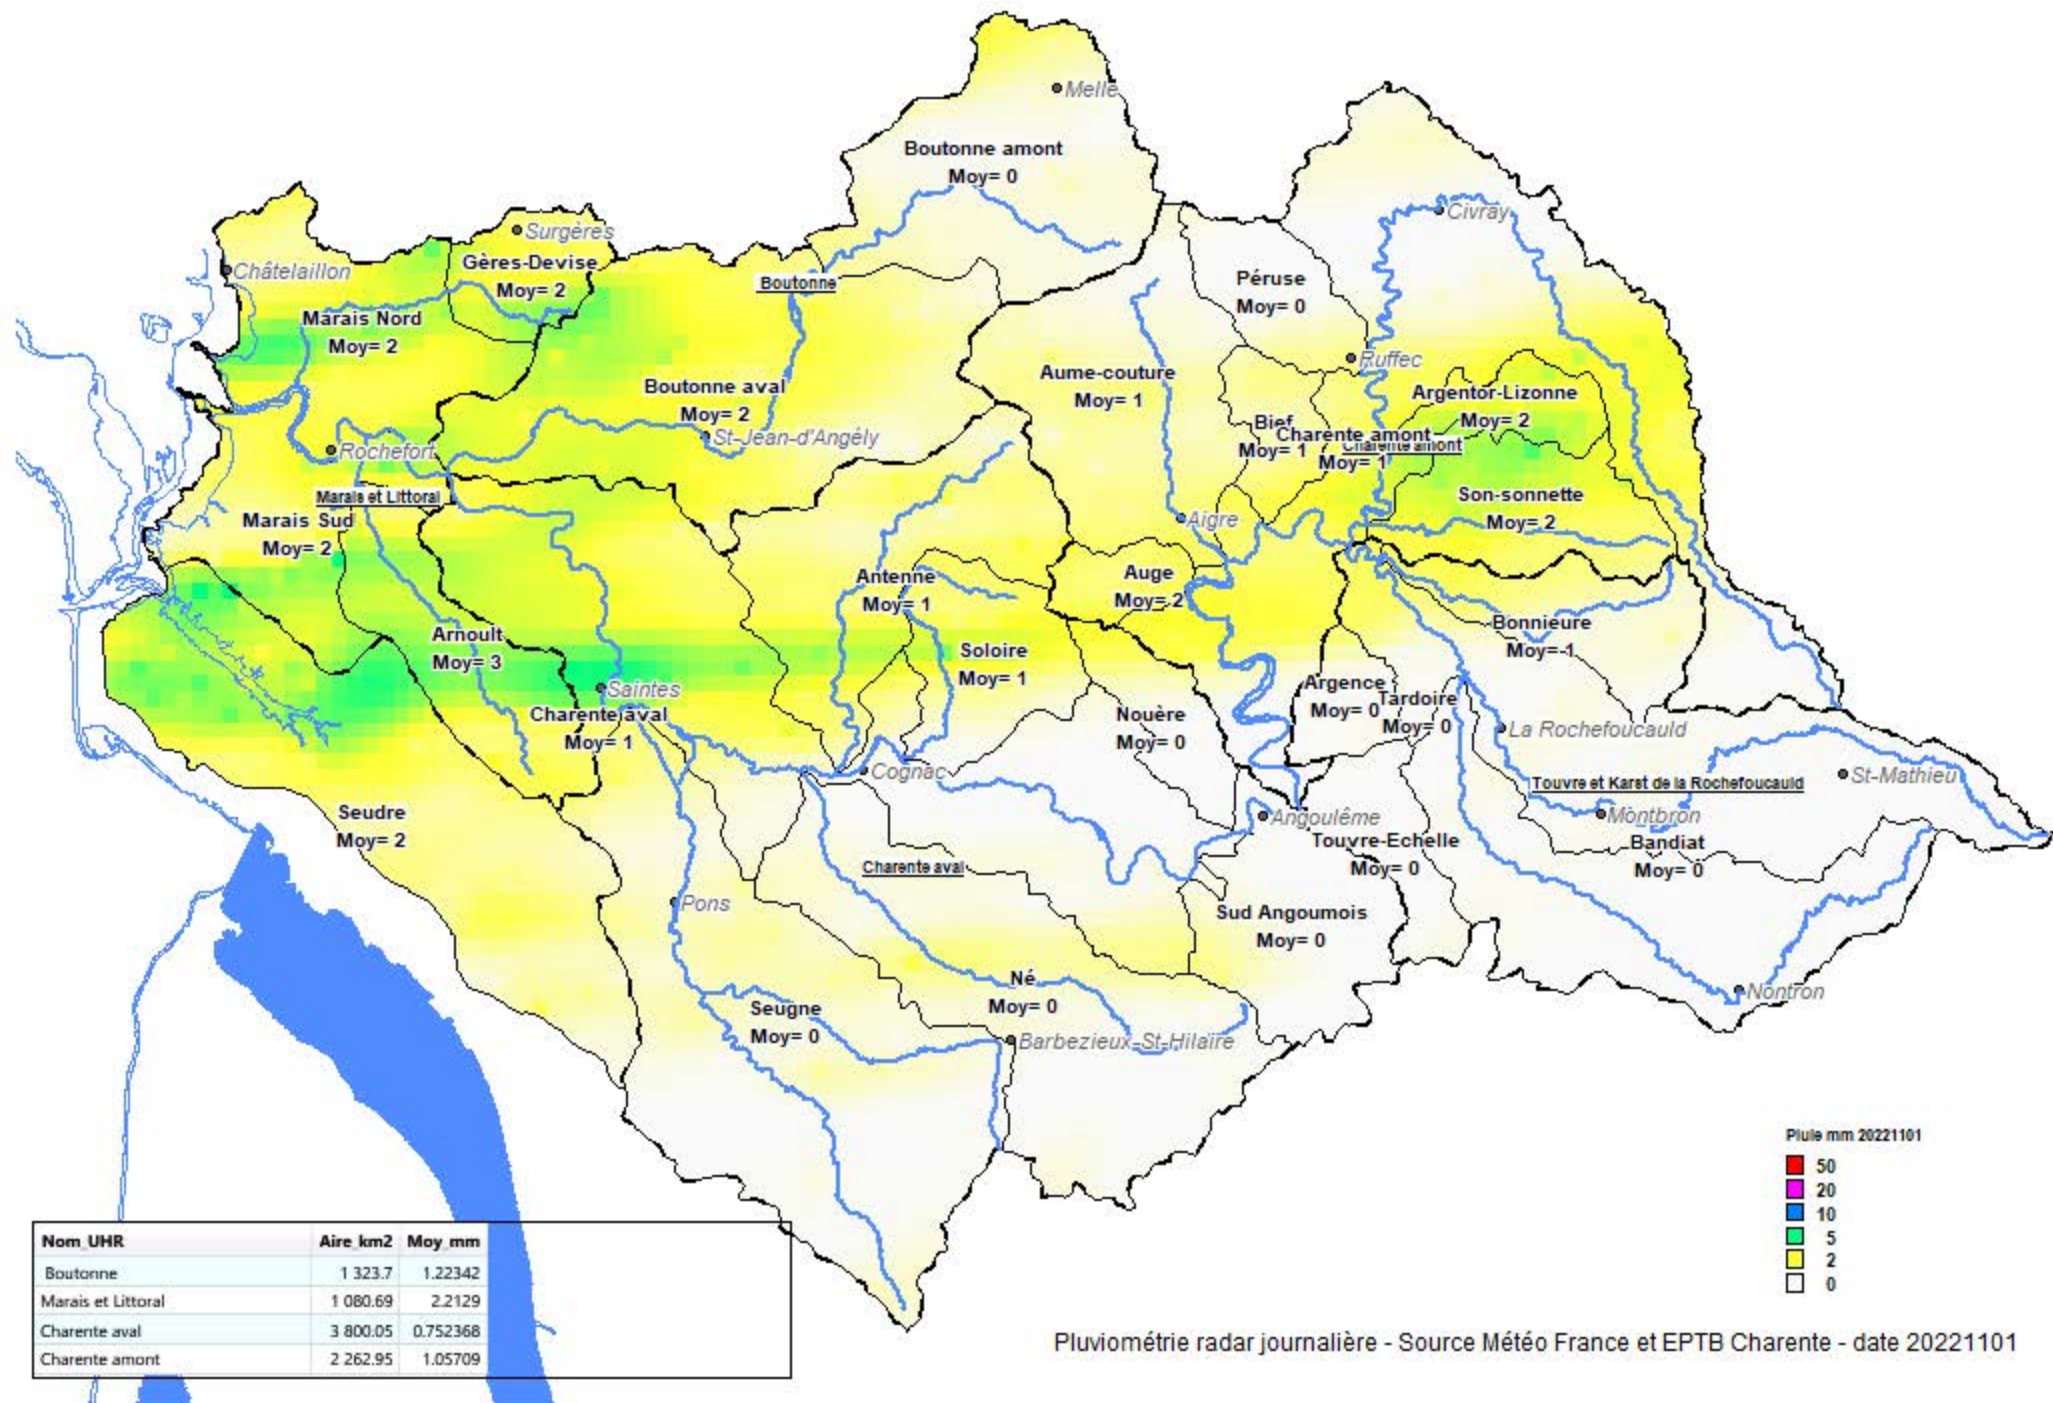 Melle
Boutonne amont
Moy= 0
Civray
Surgères
Châtelaillon
Gères-Devise
Moy= 2
Boutonne
Péruse
Moy= 0
Marais Nord
Moy= 2
Ruffec
Aume-couture
Moy= 1
Boutonne aval
Moy= 2
Argentor-Lizonne
Moy= 2
St-Jean-d'Angély
Bief
Moy= 1
Charente amont
Moy= 1
Charente amont
Rochefort
Marais et Littoral
Son-sonnette
Moy= 2
Marais Sud
Moy= 2
Aigre
Antenne
Moy= 1
Auge
Moy= 2
Bonnieure
Moy= 1
Arnoult
Moy= 3
Soloire
Moy= 1
Saintes
Argence
Moy= 0
Tardoire
Moy= 0
Charente aval
Moy= 1
Nouère
Moy= 0
La Rochefoucauld
Cognac
St-Mathieu
Touvre et Karst de la Rochefoucauld
Seudre
Moy= 2
Angoulême
Montbron
Touvre-Echelle
Moy= 0
Bandiat
Moy= 0
Charente aval
Pons
Sud Angoumois
Moy= 0
Né
Moy= 0
Nontron
Seugne
Moy= 0
Barbezieux-St-Hilaire
Pluie mm 20221101
50
20
10
5
2
0
Nom_UHR Aire_km2 Moy_mm
Boutonne 1 323.7 1.22342
Marais et Littoral 1 080.69 2.2129
Charente aval 3 800.05 0.752368
Charente amont 2 262.95 1.05709
Pluviométrie radar journalière - Source Météo France et EPTB Charente - date 20221101